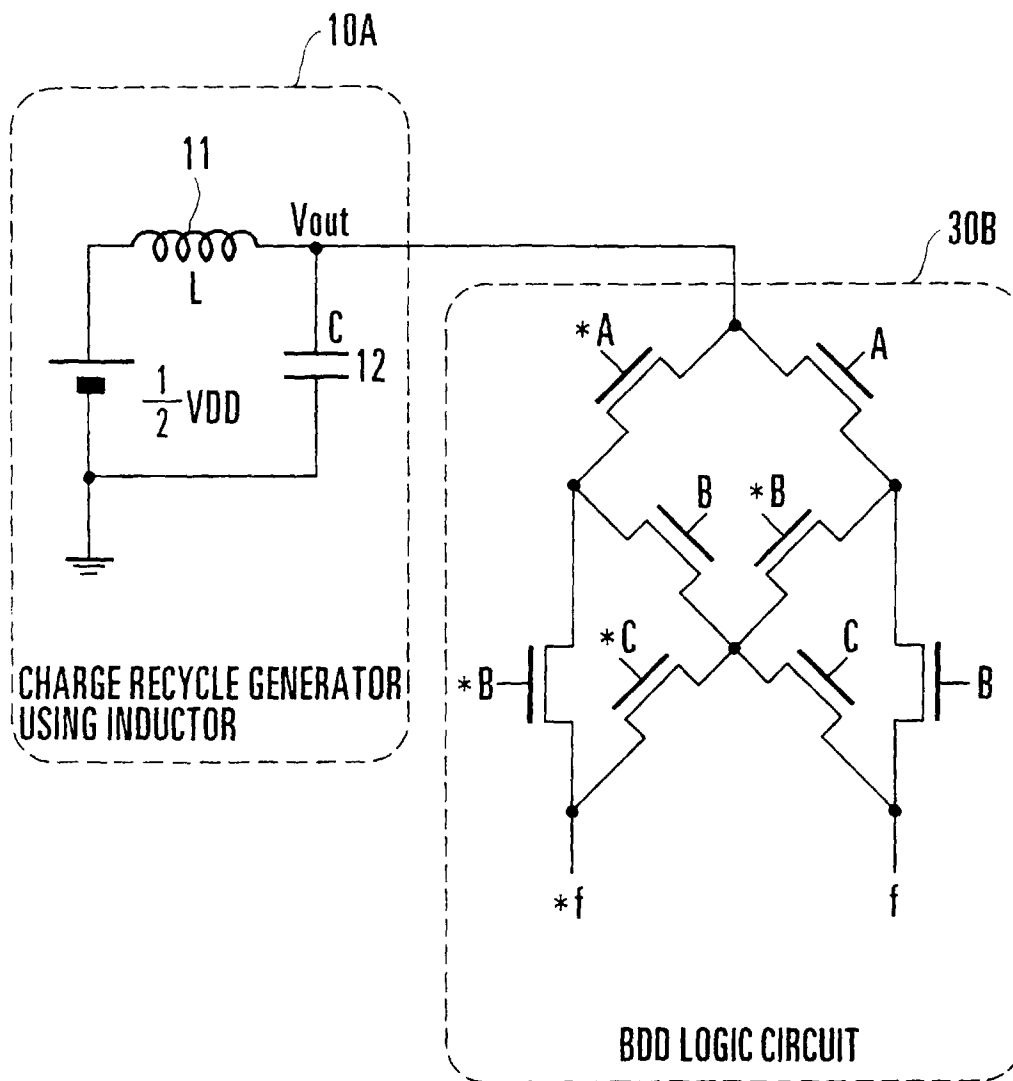 10A
11
Vout
30B
L
C
12
1/2 VDD
*A
A
B
*B
*C
C
*B
B
CHARGE RECYCLE GENERATOR
USING INDUCTOR
*f
f
BDD LOGIC CIRCUIT